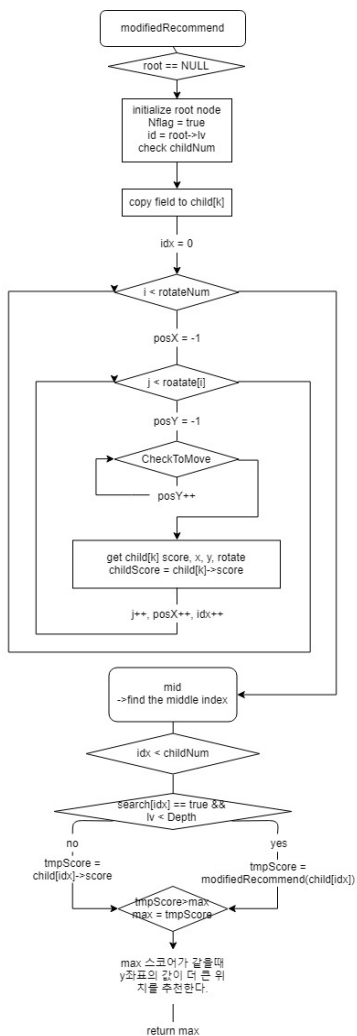 modifiedRecommend
root == NULL
initialize root node
Nflag = true
id = root->lv
check childNum
copy field to child[k]
idx = 0
i < rotateNum
posX = -1
j < roatate[i]
posY = -1
CheckToMove
posY++
get child[k] score, x, y, rotate
childScore = child[k]->score
j++, posX++, idx++
mid
->find the middle index
idx < childNum
search[idx] == true &&
lv < Depth
no
yes
tmpScore =
child[idx]->score
tmpScore =
modifiedRecommend(child[idx])
tmpScore>max
max = tmpScore
max 스코어가 같을때
y좌표의 값이 더 큰 위
치를 추천한다.
return max